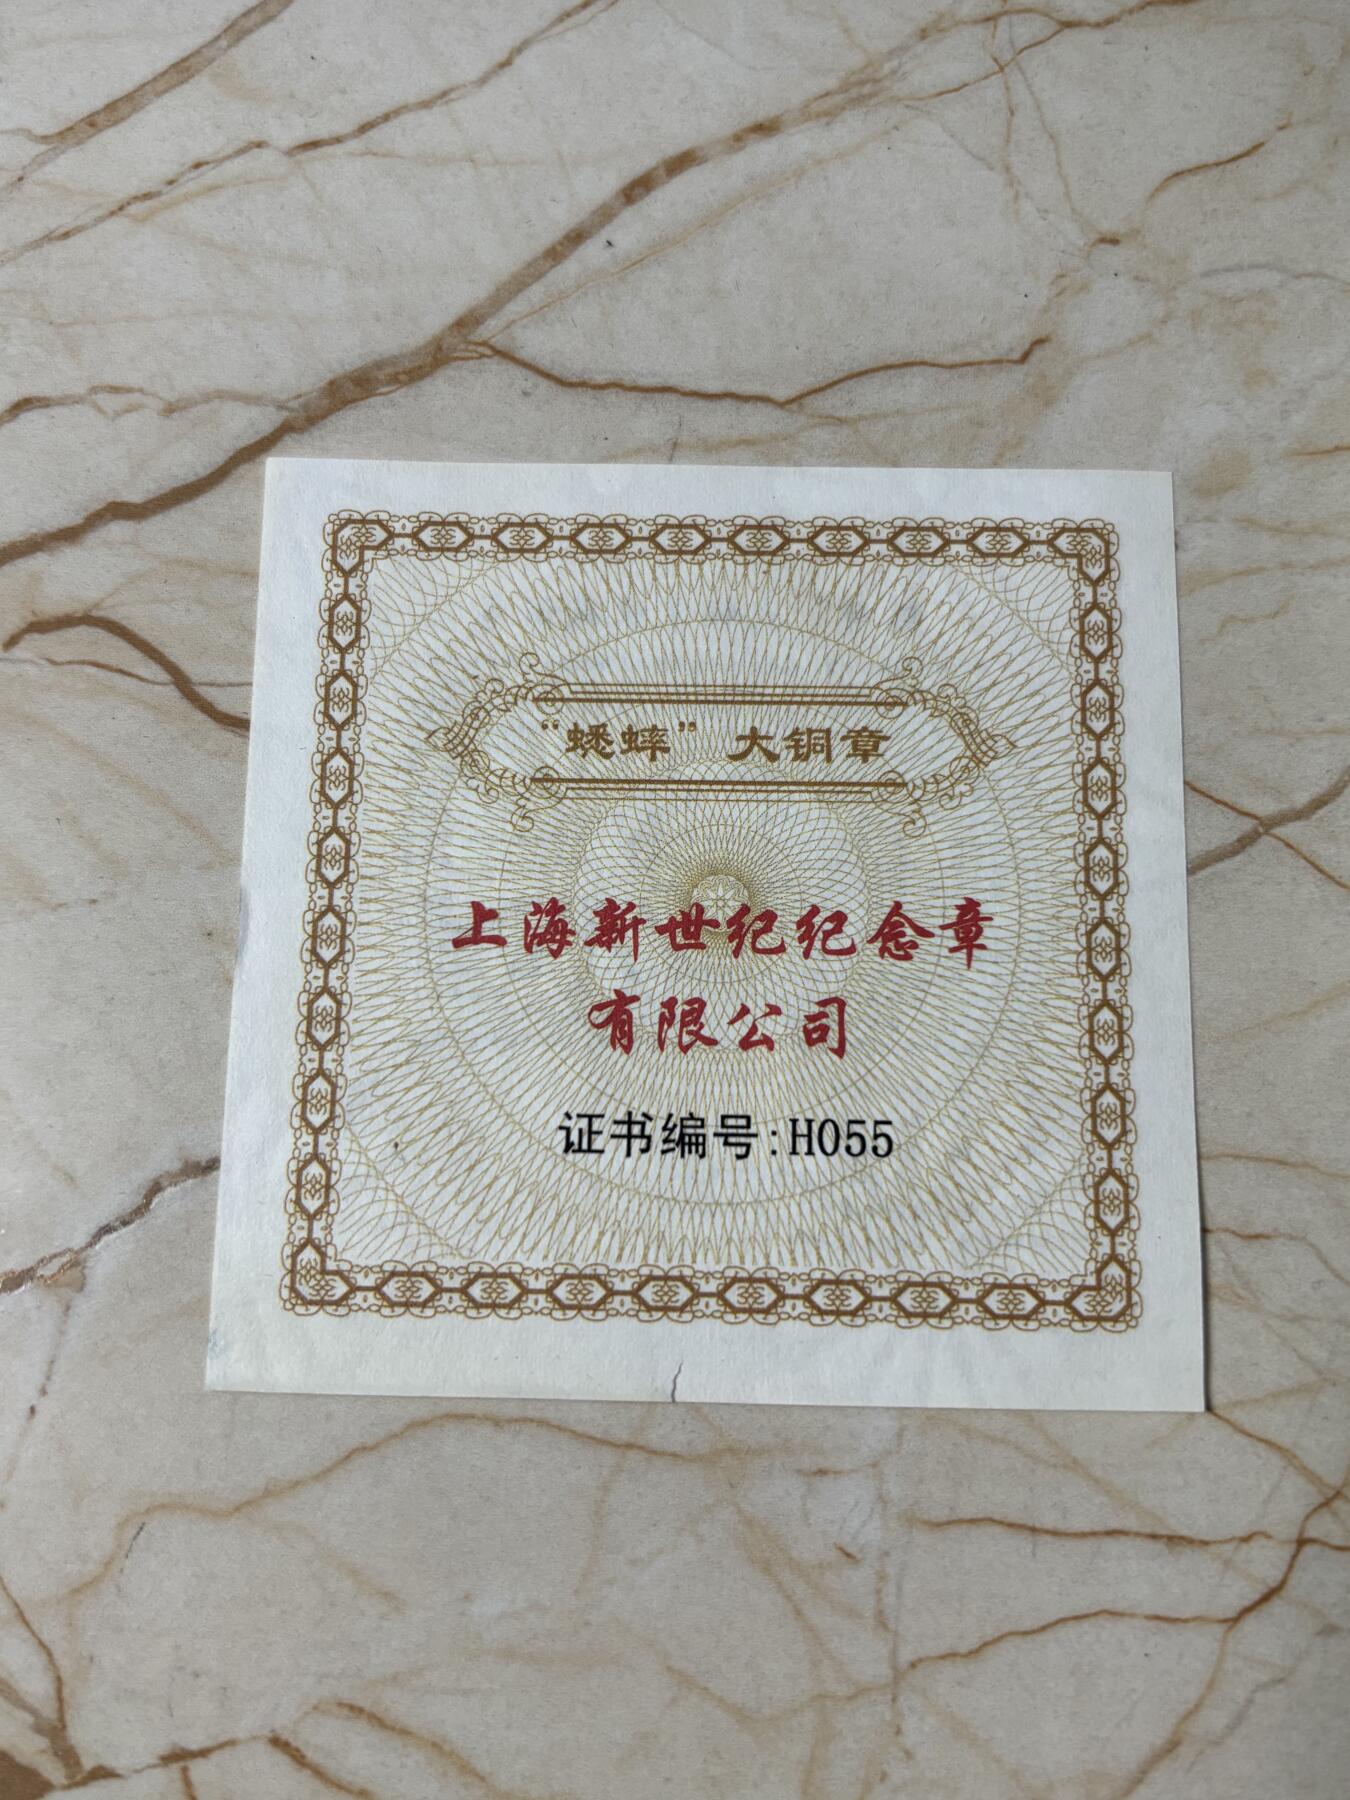 “蟋蟀” 大铜章
上海新世纪纪念章
有限公司
证书编号:H055